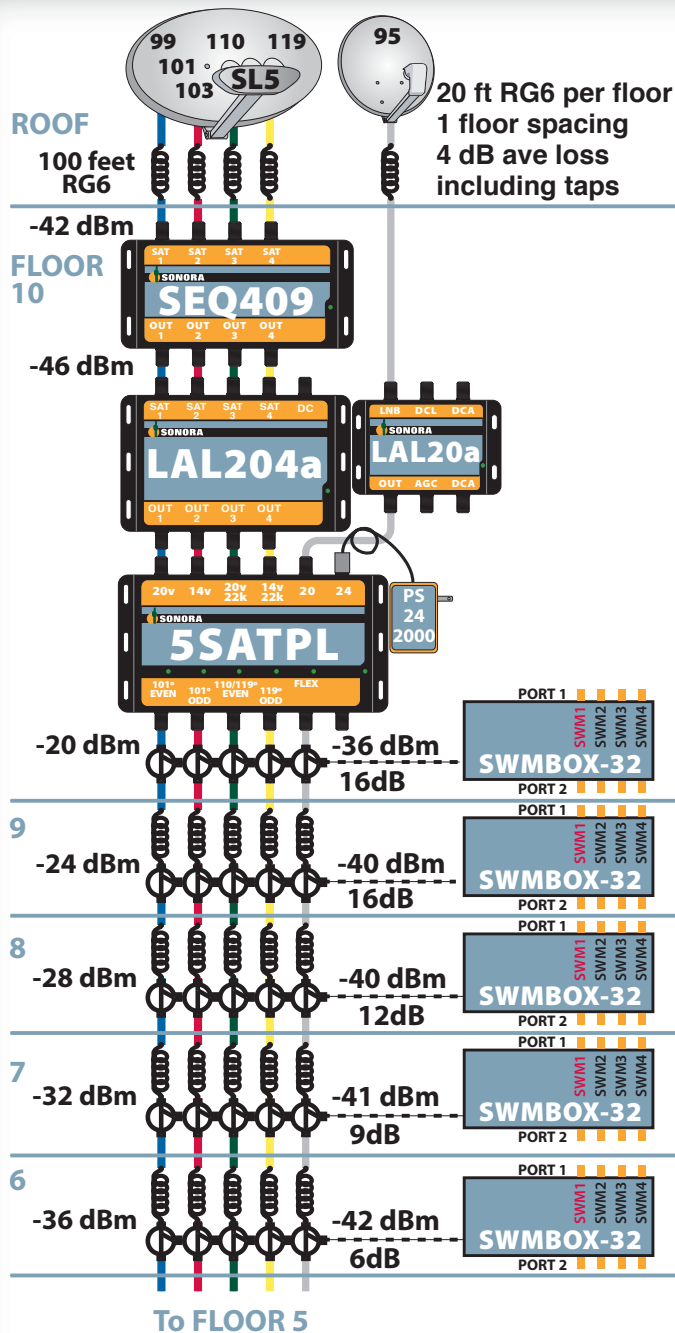 99 110 119
101
103
SL5
95
20 ft RG6 per floor
1 floor spacing
4 dB ave loss
including taps
ROOF
100 feet
RG6
-42 dBm
FLOOR
10
SAT 1 SAT 2 SAT 3 SAT 4
SONORA
SEQ409
OUT 1 OUT 2 OUT 3 OUT 4
-46 dBm
SAT 1 SAT 2 SAT 3 SAT 4 DC
SONORA
LAL204a
OUT 1 OUT 2 OUT 3 OUT 4
LNB DCL DCA
SONORA
LAL20a
OUT AGC DCA
20v 14v 20v 22k 14v 22k 20 24
SONORA
5SATPL
101° EVEN 101° ODD 110/119° EVEN 119° ODD FLEX
PS
24
2000
-20 dBm
-36 dBm
16dB
PORT 1
SWM1 SWM2 SWM3 SWM4
SWMBOX-32
PORT 2
9
-24 dBm
-40 dBm
16dB
PORT 1
SWM1 SWM2 SWM3 SWM4
SWMBOX-32
PORT 2
8
-28 dBm
-40 dBm
12dB
PORT 1
SWM1 SWM2 SWM3 SWM4
SWMBOX-32
PORT 2
7
-32 dBm
-41 dBm
9dB
PORT 1
SWM1 SWM2 SWM3 SWM4
SWMBOX-32
PORT 2
6
-36 dBm
-42 dBm
6dB
PORT 1
SWM1 SWM2 SWM3 SWM4
SWMBOX-32
PORT 2
To FLOOR 5